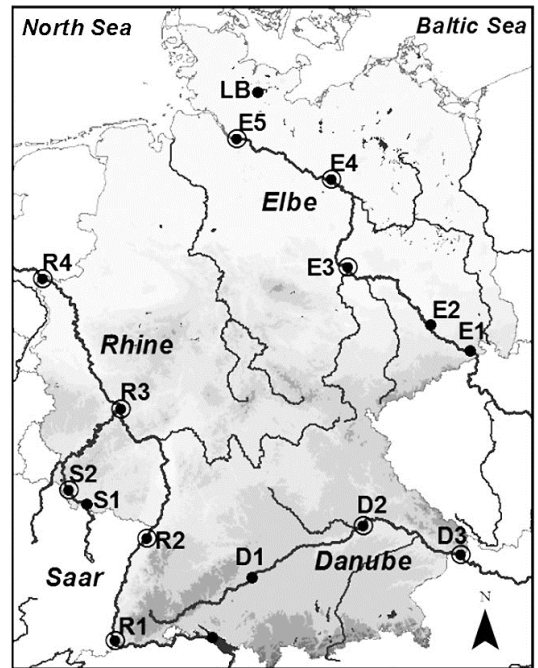 North Sea
Baltic Sea
LB
E5
E4
Elbe
R4
E3
E2
E1
Rhine
R3
S2
S1
R2
D2
D1
D3
Danube
Saar
N
R1